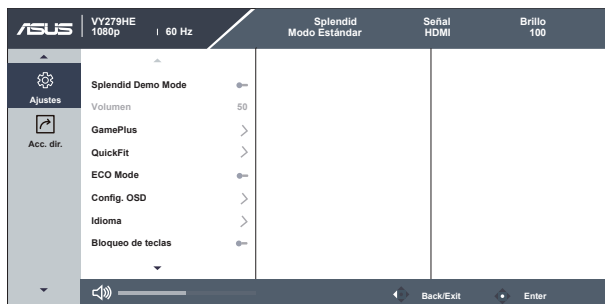 ASUS
VY279HE
1080p 60 Hz
Splendid
Modo Estándar
Señal
HDMI
Brillo
100
Ajustes
Acc. dir.
Splendid Demo Mode
Volumen 50
GamePlus
QuickFit
ECO Mode
Config. OSD
Idioma
Bloqueo de teclas
Back/Exit
Enter